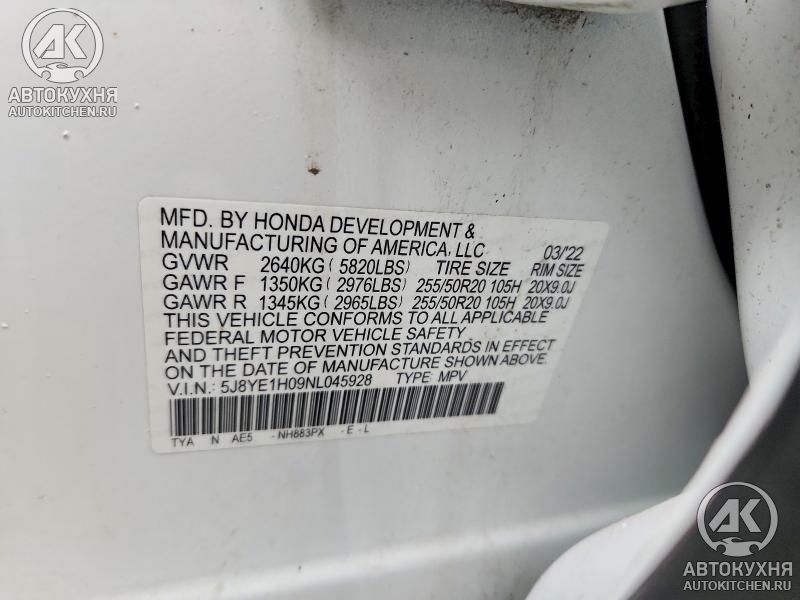 АК
АВТОКУХНЯ
AUTOKITCHEN.RU
MFD. BY HONDA DEVELOPMENT &
MANUFACTURING OF AMERICA, LLC 03/'22
GVWR 2640KG ( 5820LBS) TIRE SIZE RIM SIZE
GAWR F 1350KG ( 2976LBS) 255/50R20 105H 20X9.0J
GAWR R 1345KG ( 2965LBS) 255/50R20 105H 20X9.0J
THIS VEHICLE CONFORMS TO ALL APPLICABLE
FEDERAL MOTOR VEHICLE SAFETY
AND THEFT PREVENTION STANDARDS IN EFFECT
ON THE DATE OF MANUFACTURE SHOWN ABOVE.
V.I.N.: 5J8YE1H09NL045928 TYPE: MPV
TYA N AE5 - NH883PX - E - L
АК
АВТОКУХНЯ
AUTOKITCHEN.RU